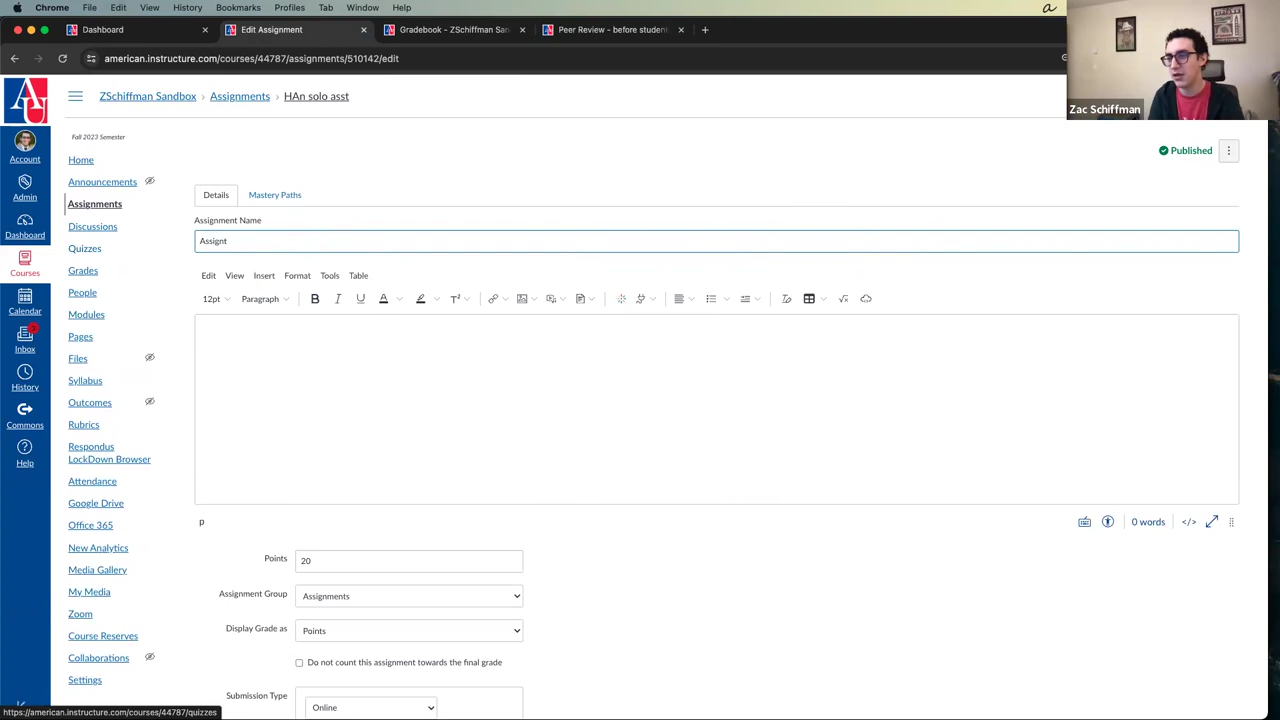 Chrome File Edit View History Bookmarks Profiles Tab Window Help
Dashboard Edit Assignment Gradebook - ZSchiffman San Peer Review - before studen
american.instructure.com/courses/44787/assignments/510142/edit
Zac Schiffman
AU
ZSchiffman Sandbox › Assignments › HAn solo asst
Fall 2023 Semester
Published
Account
Admin
Dashboard
Courses
Calendar
Inbox
History
Commons
Help
Home
Announcements
Assignments
Discussions
Quizzes
Grades
People
Modules
Pages
Files
Syllabus
Outcomes
Rubrics
Respondus
LockDown Browser
Attendance
Google Drive
Office 365
New Analytics
Media Gallery
My Media
Zoom
Course Reserves
Collaborations
Settings
Details Mastery Paths
Assignment Name
Assignt
Edit View Insert Format Tools Table
12pt Paragraph B I U A T²
p
0 words </>
Points 20
Assignment Group Assignments
Display Grade as Points
Do not count this assignment towards the final grade
Submission Type
Online
https://american.instructure.com/courses/44787/quizzes